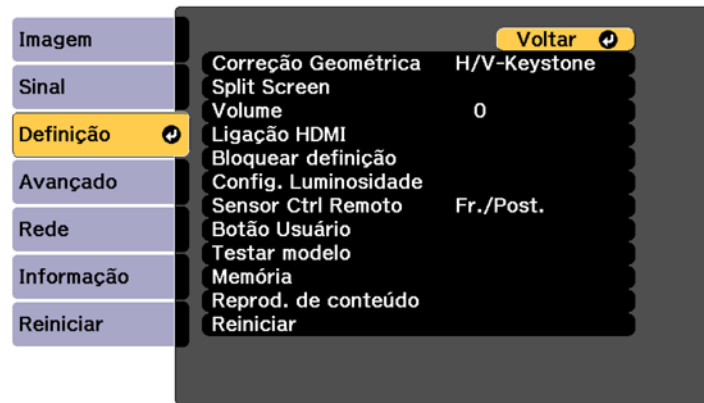 Imagem
Sinal
Definição
Avançado
Rede
Informação
Reiniciar
Voltar
Correção Geométrica H/V-Keystone
Split Screen
Volume 0
Ligação HDMI
Bloquear definição
Config. Luminosidade
Sensor Ctrl Remoto Fr./Post.
Botão Usuário
Testar modelo
Memória
Reprod. de conteúdo
Reiniciar